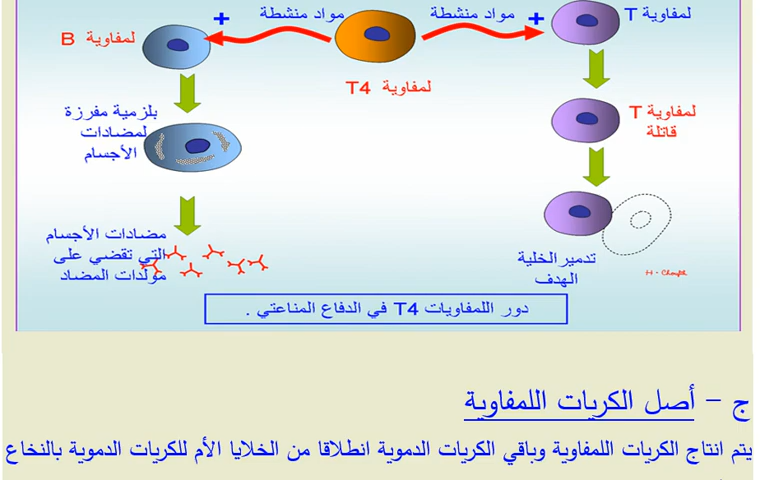 لمفاوية T
+
مواد منشطة
مواد منشطة
+
لمفاوية B
لمفاوية T4
لمفاوية T
قاتلة
بلزمية مفرزة
لمضادات
الأجسام
تدمير الخلية
الهدف
مضادات الأجسام
التي تقضي على
مولدات المضاد
H - Choufa
دور اللمفاويات T4 في الدفاع المناعتي .
ج – أصل الكريات اللمفاوية
يتم انتاج الكريات اللمفاوية وباقي الكريات الدموية انطلاقا من الخلايا الأم للكريات الدموية بالنخاع